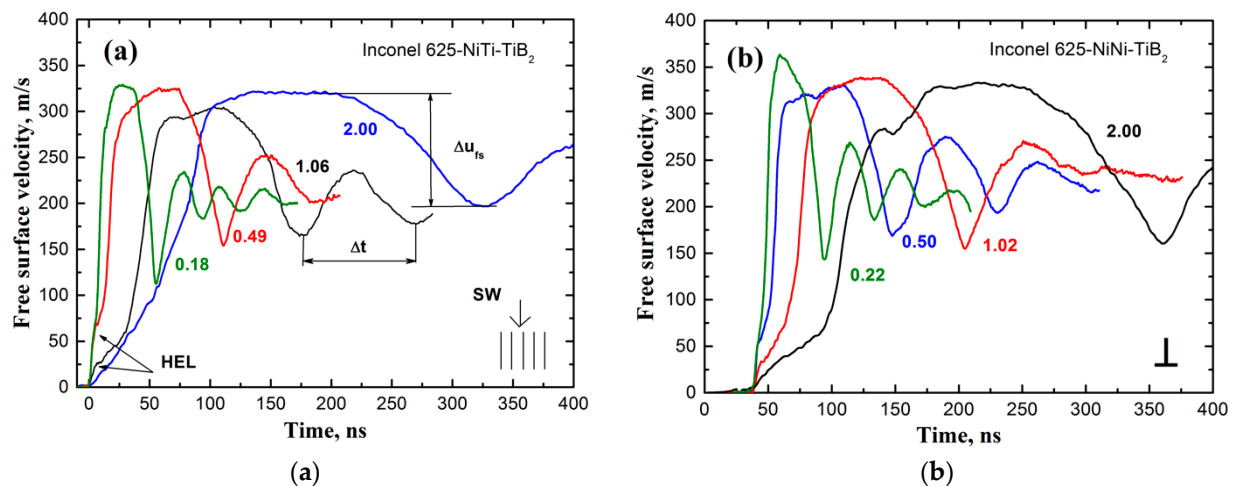 (a)
Inconel 625-NiTi-TiB₂
Free surface velocity, m/s
400
350
300
250
200
150
100
50
0
2.00
Δu_fs
1.06
0.49
Δt
0.18
SW
HEL
0 50 100 150 200 250 300 350 400
Time, ns
(a)
(b)
Inconel 625-NiNi-TiB₂
Free surface velocity, m/s
400
350
300
250
200
150
100
50
0
2.00
0.50
1.02
0.22
⊥
0 50 100 150 200 250 300 350 400
Time, ns
(b)